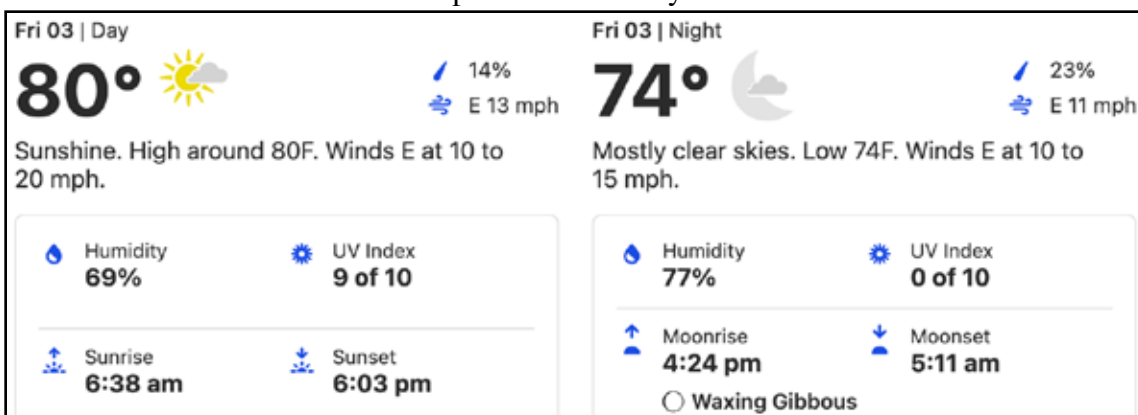 Fri 03 | Day
80°
14%
E 13 mph
Sunshine. High around 80F. Winds E at 10 to
20 mph.
Humidity
69%
UV Index
9 of 10
Sunrise
6:38 am
Sunset
6:03 pm
Fri 03 | Night
74°
23%
E 11 mph
Mostly clear skies. Low 74F. Winds E at 10 to
15 mph.
Humidity
77%
UV Index
0 of 10
Moonrise
4:24 pm
Moonset
5:11 am
Waxing Gibbous